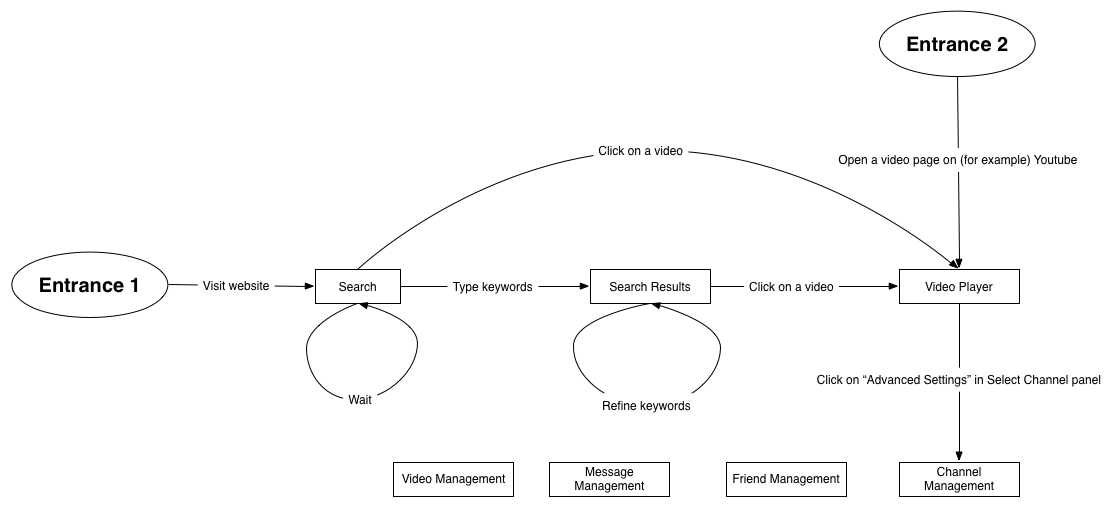 Entrance 2
Click on a video
Open a video page on (for example) Youtube
Entrance 1
Visit website
Search
Type keywords
Search Results
Click on a video
Video Player
Click on “Advanced Settings” in Select Channel panel
Wait
Refine keywords
Video Management
Message
Management
Friend Management
Channel
Management